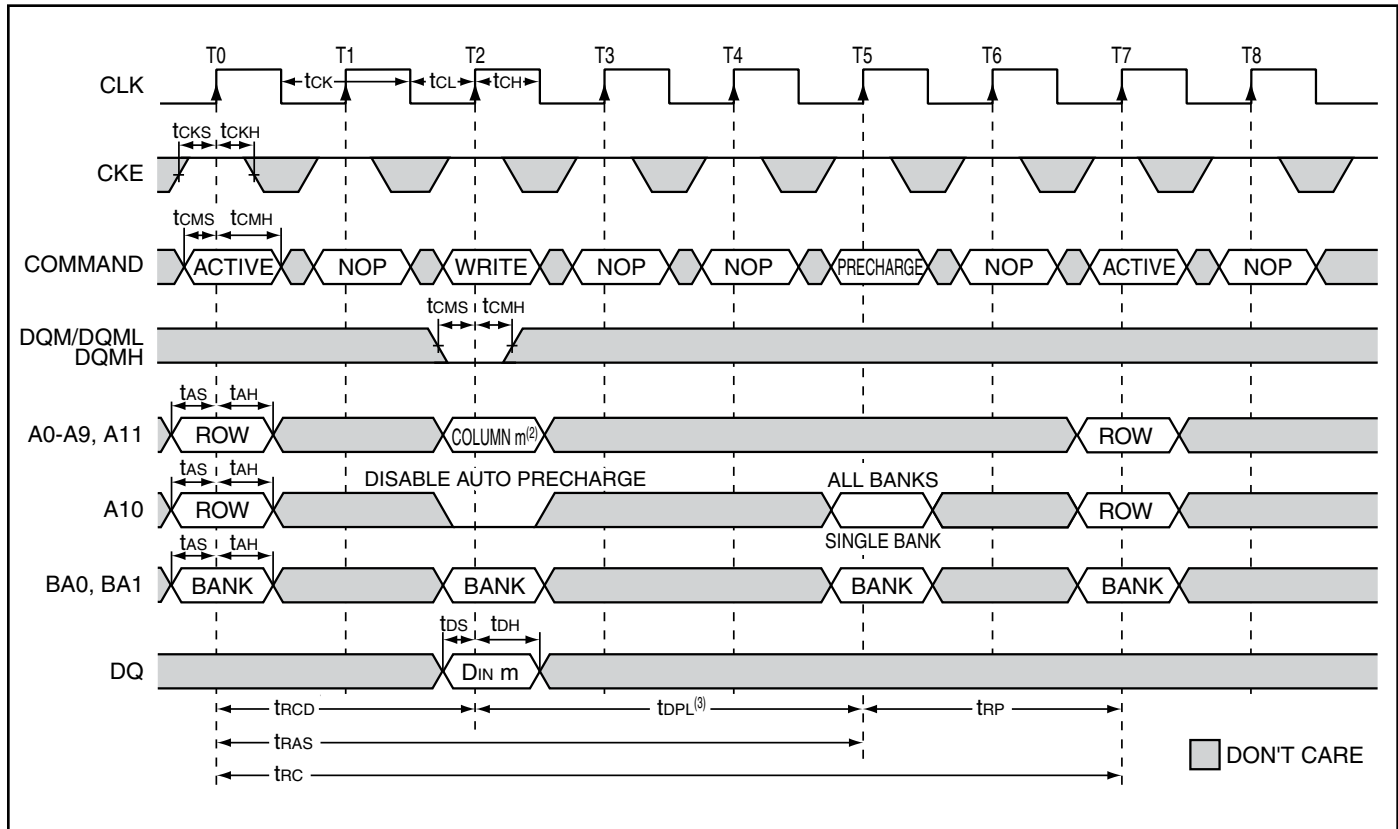 T0 T1 T2 T3 T4 T5 T6 T7 T8
CLK tCK tCL tCH
tCKS tCKH
CKE
tCMS tCMH
COMMAND ACTIVE NOP WRITE NOP NOP PRECHARGE NOP ACTIVE NOP
tCMS tCMH
DQM/DQML
DQMH
tAS tAH
A0-A9, A11 ROW COLUMN m(2) ROW
tAS tAH DISABLE AUTO PRECHARGE ALL BANKS
A10 ROW ROW
tAS tAH SINGLE BANK
BA0, BA1 BANK BANK BANK BANK
tDS tDH
DQ DIN m
tRCD tDPL(3) tRP
tRAS
DON'T CARE
tRC